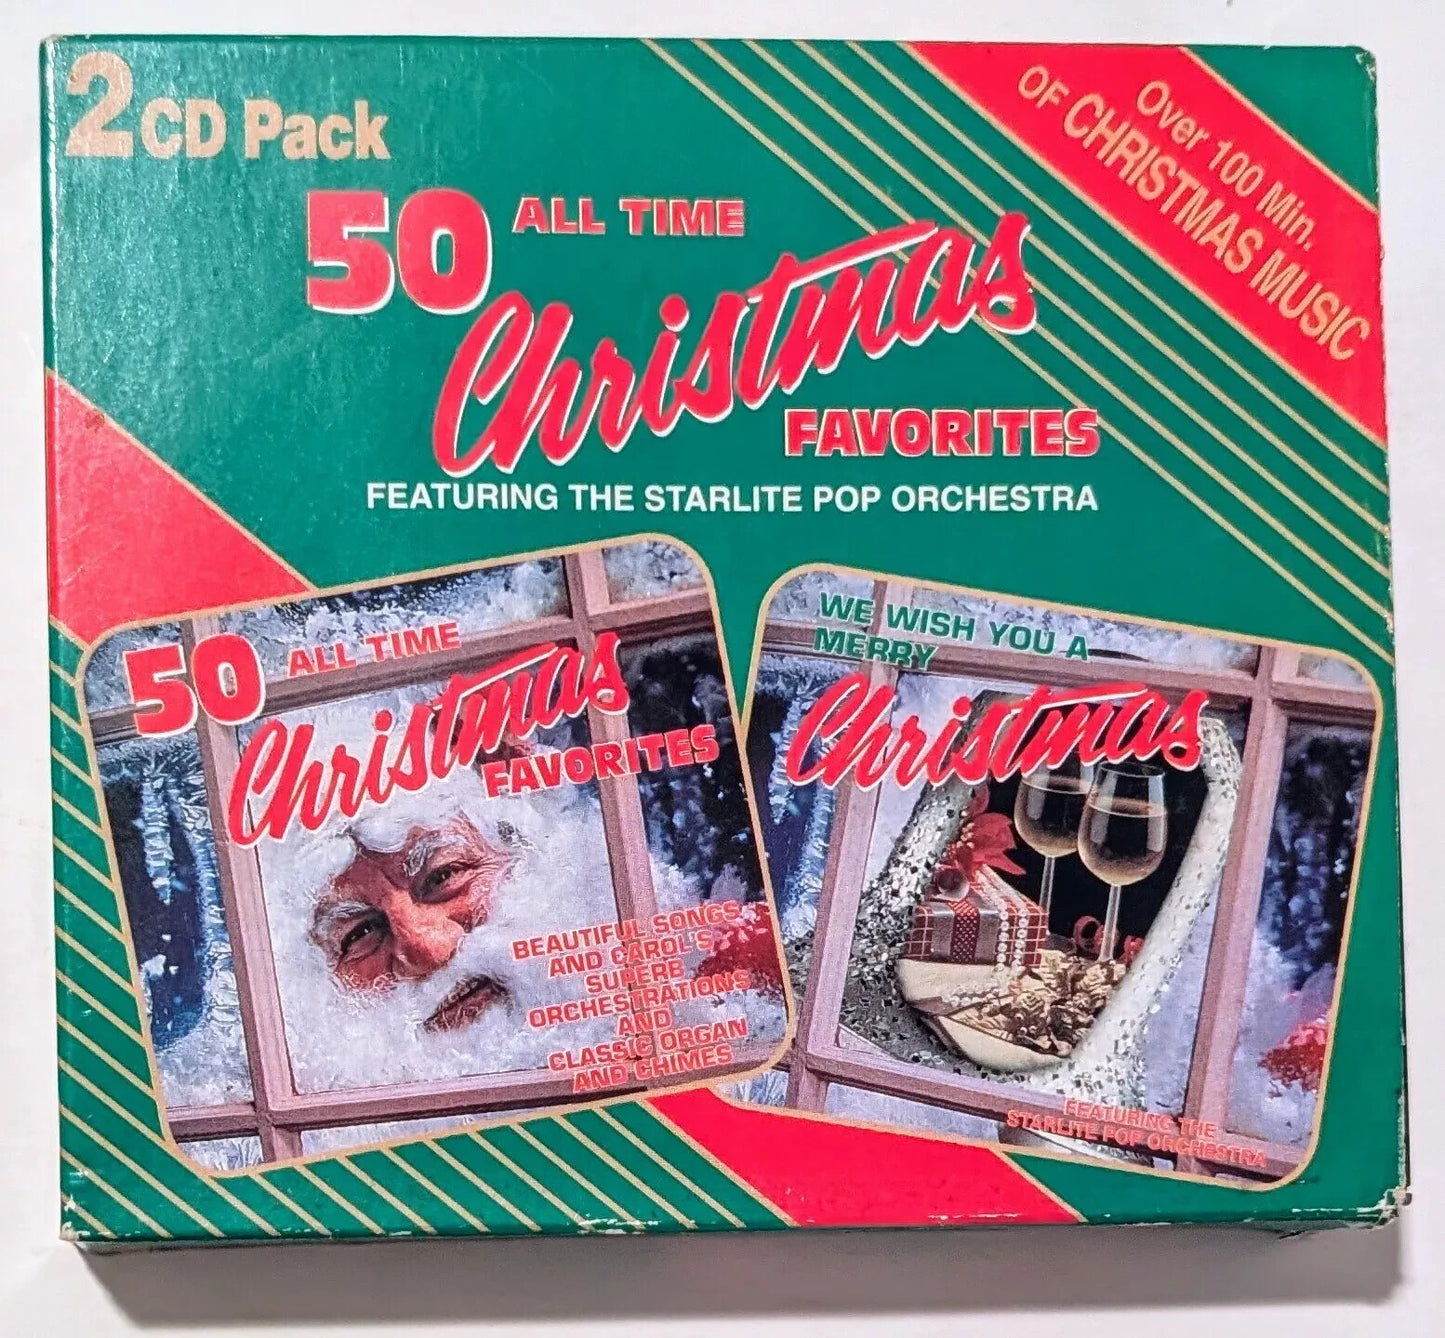 2 CD Pack
Over 100 Min.
OF CHRISTMAS MUSIC
50 ALL TIME
Christmas
FAVORITES
FEATURING THE STARLITE POP ORCHESTRA
50 ALL TIME
Christmas
FAVORITES
BEAUTIFUL SONGS
AND CAROL'S
SUPERB
ORCHESTRATIONS
AND
CLASSIC ORGAN
AND CHIMES
WE WISH YOU A
MERRY
Christmas
FEATURING THE
STARLITE POP ORCHESTRA